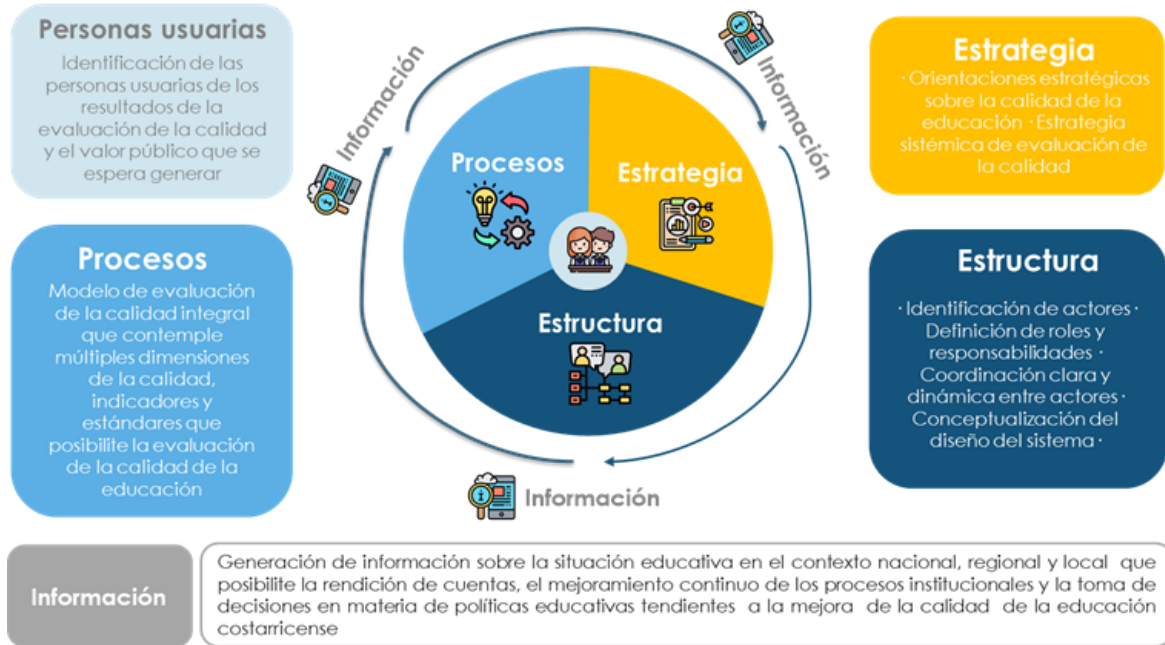 Personas usuarias
Identificación de las
personas usuarias de los
resultados de la
evaluación de la calidad
y el valor público que se
espera generar
Procesos
Modelo de evaluación
de la calidad integral
que contemple
múltiples dimensiones
de la calidad,
indicadores y
estándares que
posibilite la evaluación
de la calidad de la
educación
Información
Información
Procesos
Estrategia
Estructura
Información
Estrategia
· Orientaciones estratégicas
sobre la calidad de la
educación · Estrategia
sistémica de evaluación de
la calidad
Estructura
· Identificación de actores ·
Definición de roles y
responsabilidades ·
Coordinación clara y
dinámica entre actores ·
Conceptualización del
diseño del sistema ·
Información
Generación de información sobre la situación educativa en el contexto nacional, regional y local que
posibilite la rendición de cuentas, el mejoramiento continuo de los procesos institucionales y la toma de
decisiones en materia de políticas educativas tendientes a la mejora de la calidad de la educación
costarricense